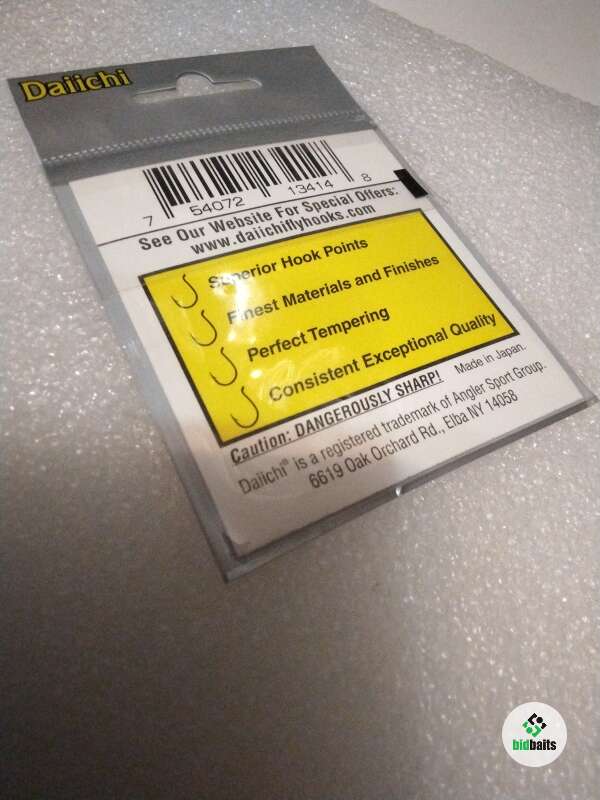 Daiichi
7 54072 13414 8
See Our Website For Special Offers:
www.daiichiflyhooks.com
Superior Hook Points
Finest Materials and Finishes
Perfect Tempering
Consistent Exceptional Quality
Caution: DANGEROUSLY SHARP! Made in Japan.
Daiichi® is a registered trademark of Angler Sport Group.
6619 Oak Orchard Rd., Elba NY 14058
bidbaits